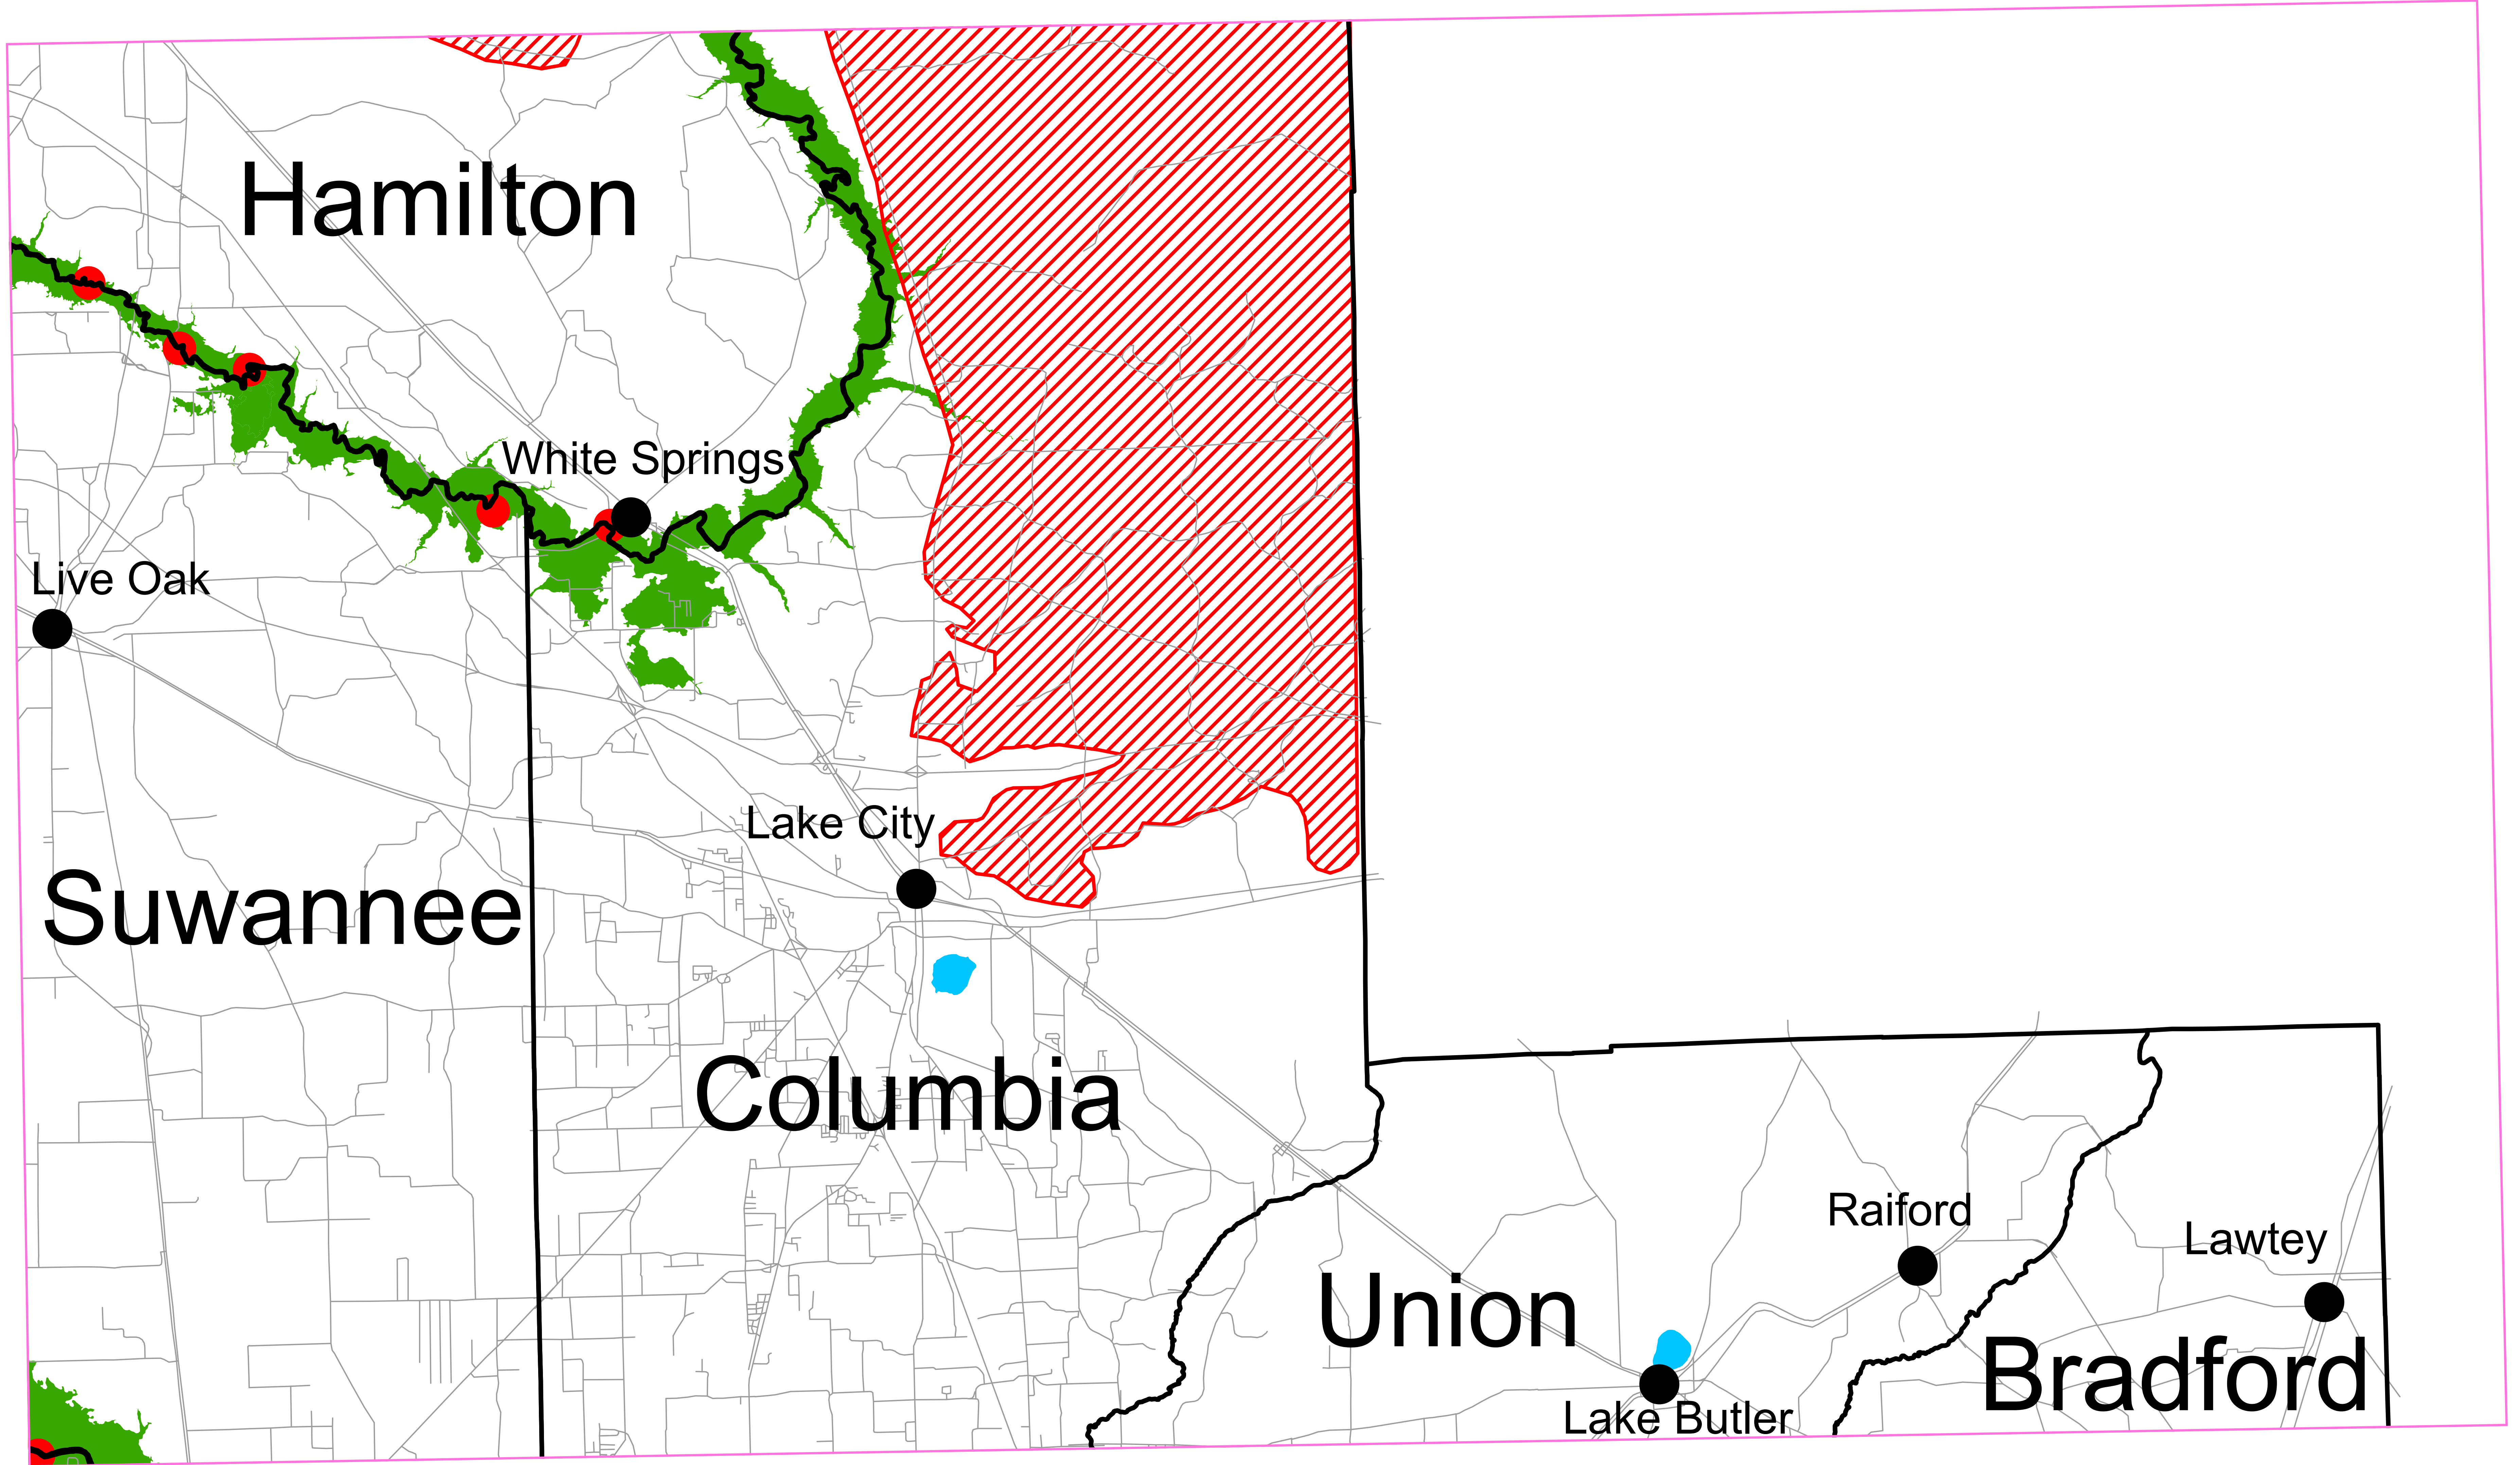 Hamilton
White Springs
Live Oak
Lake City
Suwannee
Columbia
Raiford
Lawtey
Union
Bradford
Lake Butler